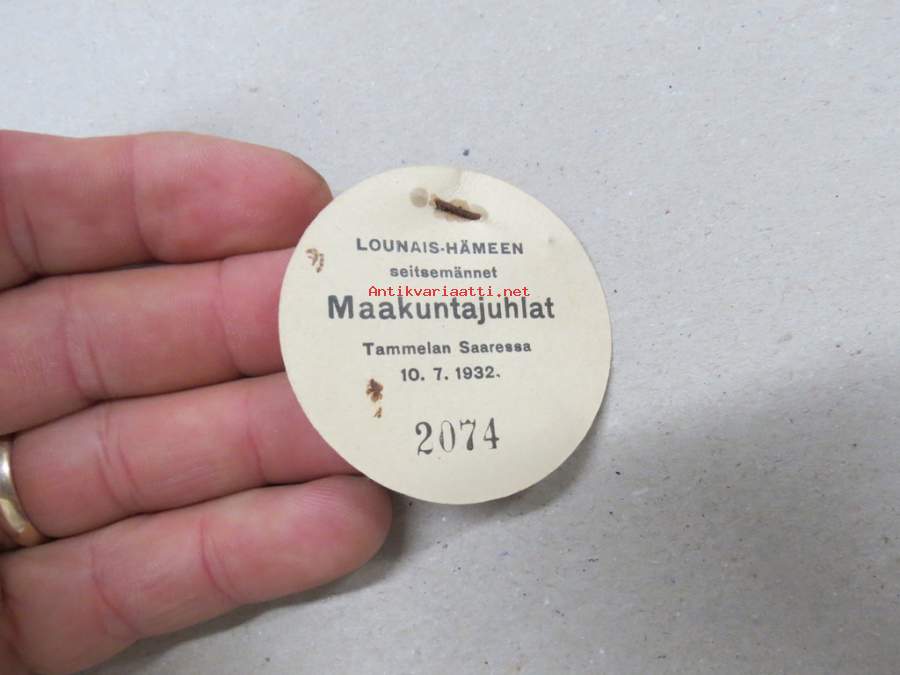 LOUNAIS-HÄMEEN
seitsemännet
Antikvariaatti.net
Maakuntajuhlat
Tammelan Saaressa
10. 7. 1932.
2074